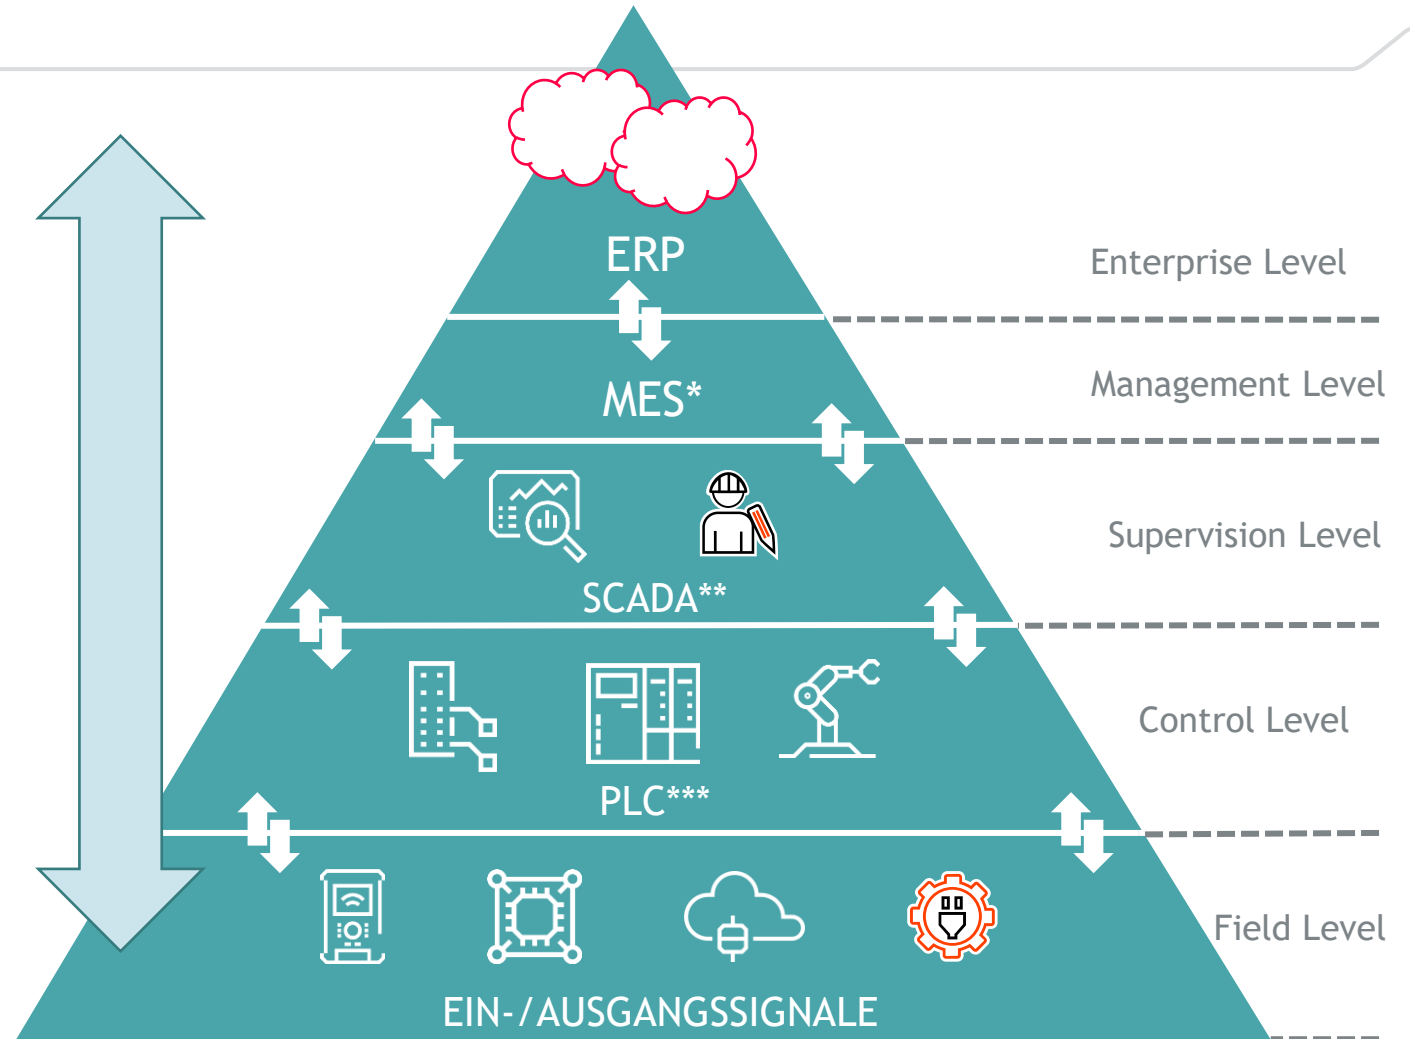 ERP
Enterprise Level
MES*
Management Level
Supervision Level
SCADA**
Control Level
PLC***
Field Level
EIN-/AUSGANGSSIGNALE